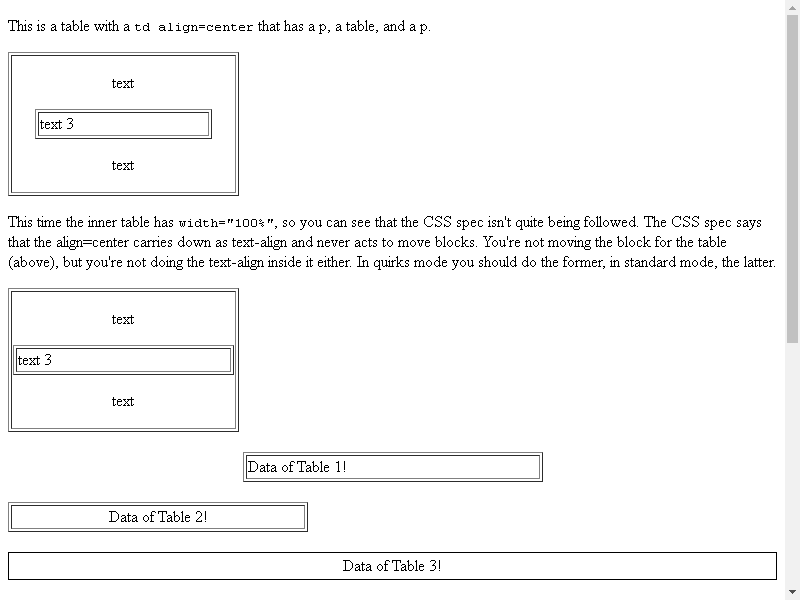 This is a table with a td align=center that has a p, a table, and a p.
text
text 3
text
This time the inner table has width="100%", so you can see that the CSS spec isn't quite being followed. The CSS spec says
that the align=center carries down as text-align and never acts to move blocks. You're not moving the block for the table
(above), but you're not doing the text-align inside it either. In quirks mode you should do the former, in standard mode, the latter.
text
text 3
text
Data of Table 1!
Data of Table 2!
Data of Table 3!